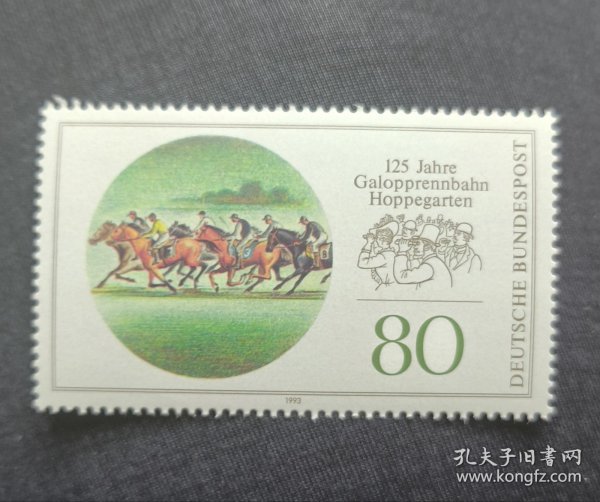 125 Jahre
Galopprennbahn
Hoppegarten
80
DEUTSCHE BUNDESPOST
1993
孔夫子旧书网
www.kongfz.com